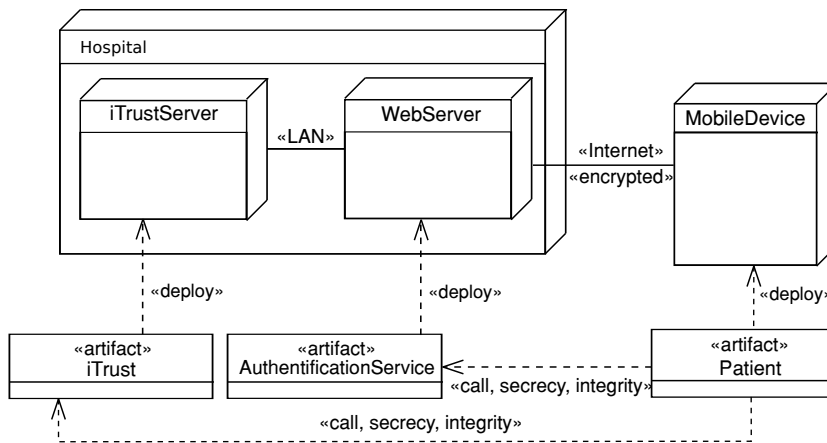 Hospital
iTrustServer
«LAN»
WebServer
«Internet»
«encrypted»
MobileDevice
«deploy»
«deploy»
«deploy»
«artifact»
iTrust
«artifact»
AuthentificationService
«artifact»
Patient
«call, secrecy, integrity»
«call, secrecy, integrity»